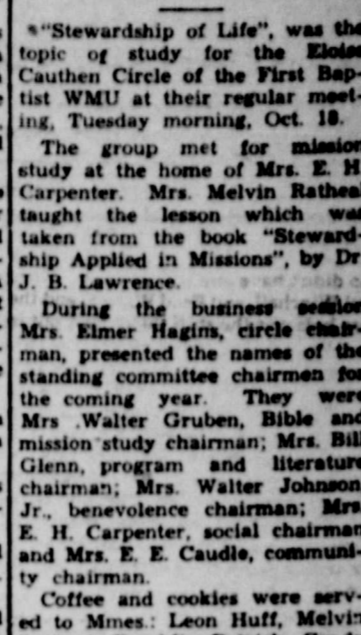 "Stewardship of Life", was the
topic of study for the Eloise
Cauthen Circle of the First Bap-
tist WMU at their regular meet-
ing, Tuesday morning, Oct. 18.
The group met for mission
study at the home of Mrs. E. H
Carpenter. Mrs. Melvin Rathea
taught the lesson which was
taken from the book "Steward-
ship Applied in Missions", by Dr
J. B. Lawrence.
During the business session
Mrs. Elmer Hagins, circle chair-
man, presented the names of the
standing committee chairmen for
the coming year. They were
Mrs .Walter Gruben, Bible and
mission study chairman; Mrs. Bill
Glenn, program and literature
chairman; Mrs. Walter Johnson
Jr., benevolence chairman; Mrs
E. H. Carpenter, social chairman
and Mrs. E. E. Caudle, communi-
ty chairman.
Coffee and cookies were serv-
ed to Mmes.: Leon Huff, Melvin